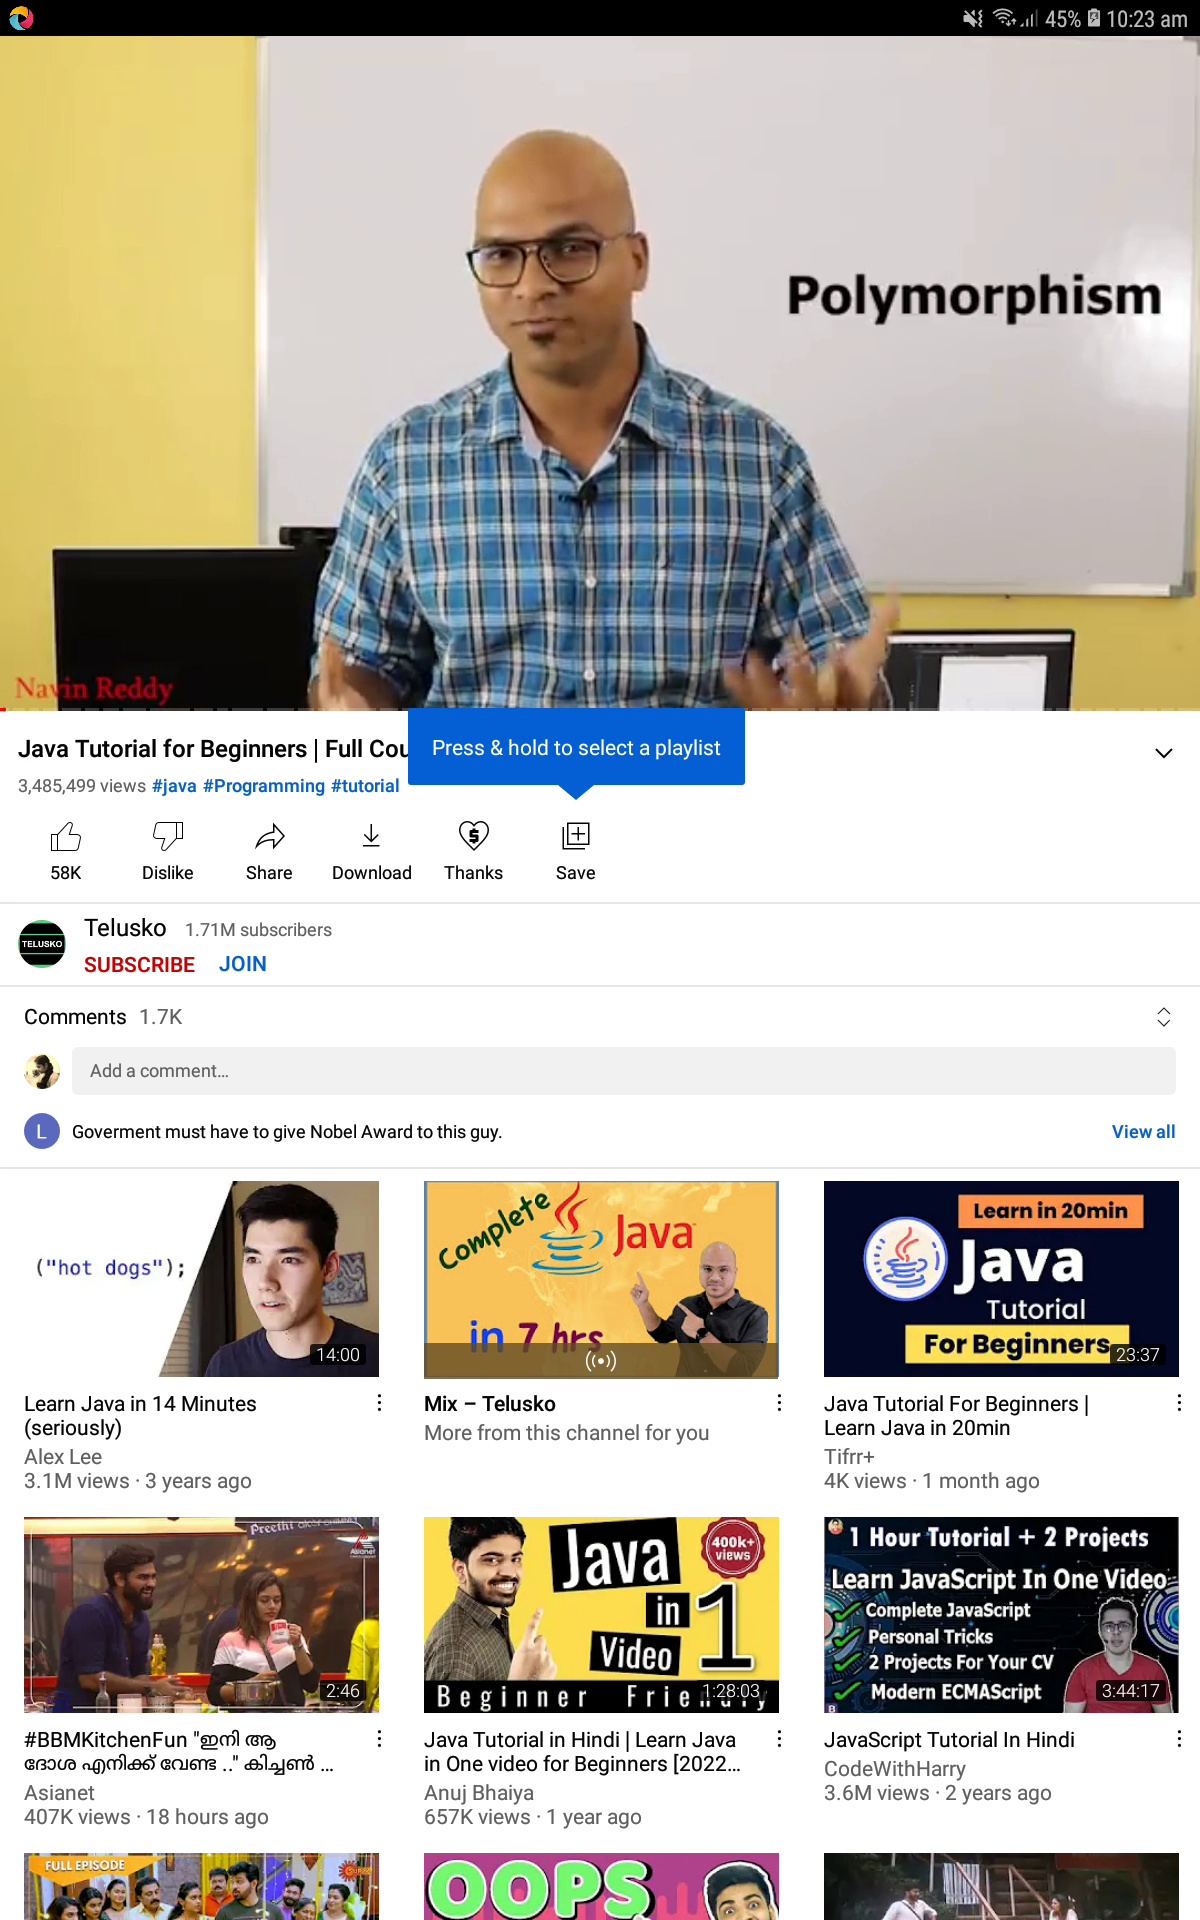 45% 10:23 am
Polymorphism
Navin Reddy
Java Tutorial for Beginners | Full Cou
Press & hold to select a playlist
3,485,499 views #java #Programming #tutorial
58K Dislike Share Download Thanks Save
TELUSKO
Telusko 1.71M subscribers
SUBSCRIBE JOIN
Comments 1.7K
Add a comment...
L Goverment must have to give Nobel Award to this guy. View all
("hot dogs");
14:00
Complete Java
in 7 hrs
Learn in 20min
Java
Tutorial
For Beginners
23:37
Learn Java in 14 Minutes
(seriously)
Alex Lee
3.1M views · 3 years ago
Mix – Telusko
More from this channel for you
Java Tutorial For Beginners |
Learn Java in 20min
Tifrr+
4K views · 1 month ago
Preethi
Asianet
2:46
Java
in 1
Video
400k+
views
Beginner
1:28:03
1 Hour Tutorial + 2 Projects
Learn JavaScript In One Video
Complete JavaScript
Personal Tricks
2 Projects For Your CV
Modern ECMAScript
3:44:17
#BBMKitchenFun "ഇനി ആ
ദോശ എനിക്ക് വേണ്ട .." കിച്ചൺ ...
Asianet
407K views · 18 hours ago
Java Tutorial in Hindi | Learn Java
in One video for Beginners [2022...
Anuj Bhaiya
657K views · 1 year ago
JavaScript Tutorial In Hindi
CodeWithHarry
3.6M views · 2 years ago
FULL EPISODE
OOPS